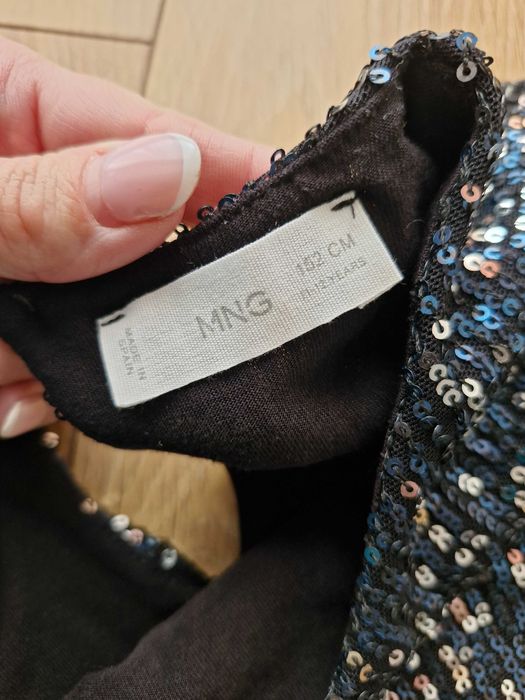 MNG
152 CM
11-12 YEARS
MADE IN
SPAIN